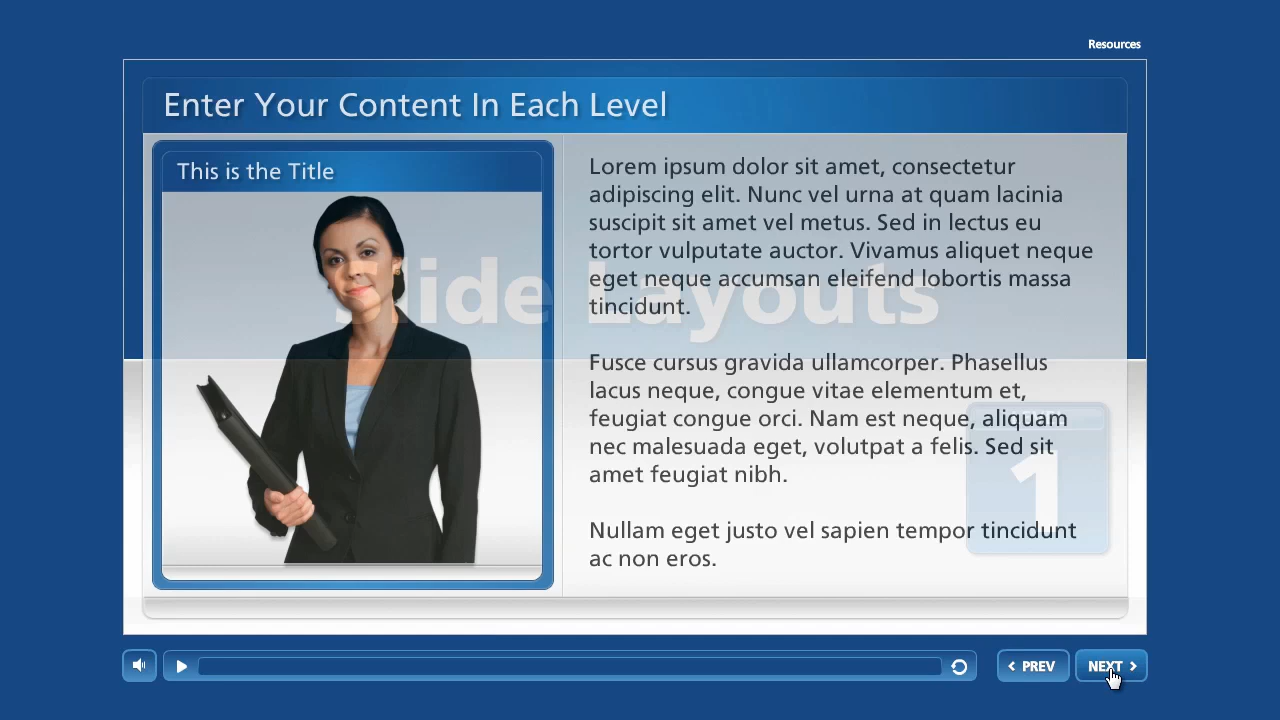 Resources
Enter Your Content In Each Level
This is the Title
Slide Layouts
Lorem ipsum dolor sit amet, consectetur
adipiscing elit. Nunc vel urna at quam lacinia
suscipit sit amet vel metus. Sed in lectus eu
tortor vulputate auctor. Vivamus aliquet neque
eget neque accumsan eleifend lobortis massa
tincidunt.
Fusce cursus gravida ullamcorper. Phasellus
lacus neque, congue vitae elementum et,
feugiat congue orci. Nam est neque, aliquam
nec malesuada eget, volutpat a felis. Sed sit
amet feugiat nibh.
1
Nullam eget justo vel sapien tempor tincidunt
ac non eros.
PREV
NEXT